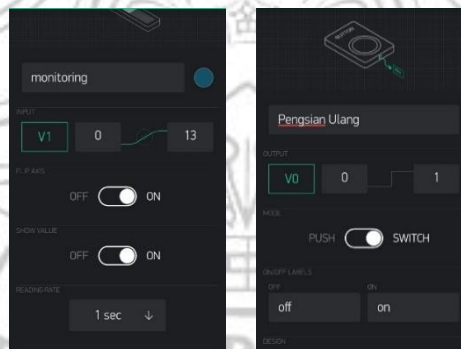 monitoring
INPUT
V1 0 13
FLIP AXIS
OFF ON
SHOW VALUE
OFF ON
READING RATE
1 sec ↓
BUTTON
Pengsian Ulang
OUTPUT
V0 0 1
MODE
PUSH SWITCH
ON/OFF LABELS
OFF ON
off on
DESIGN